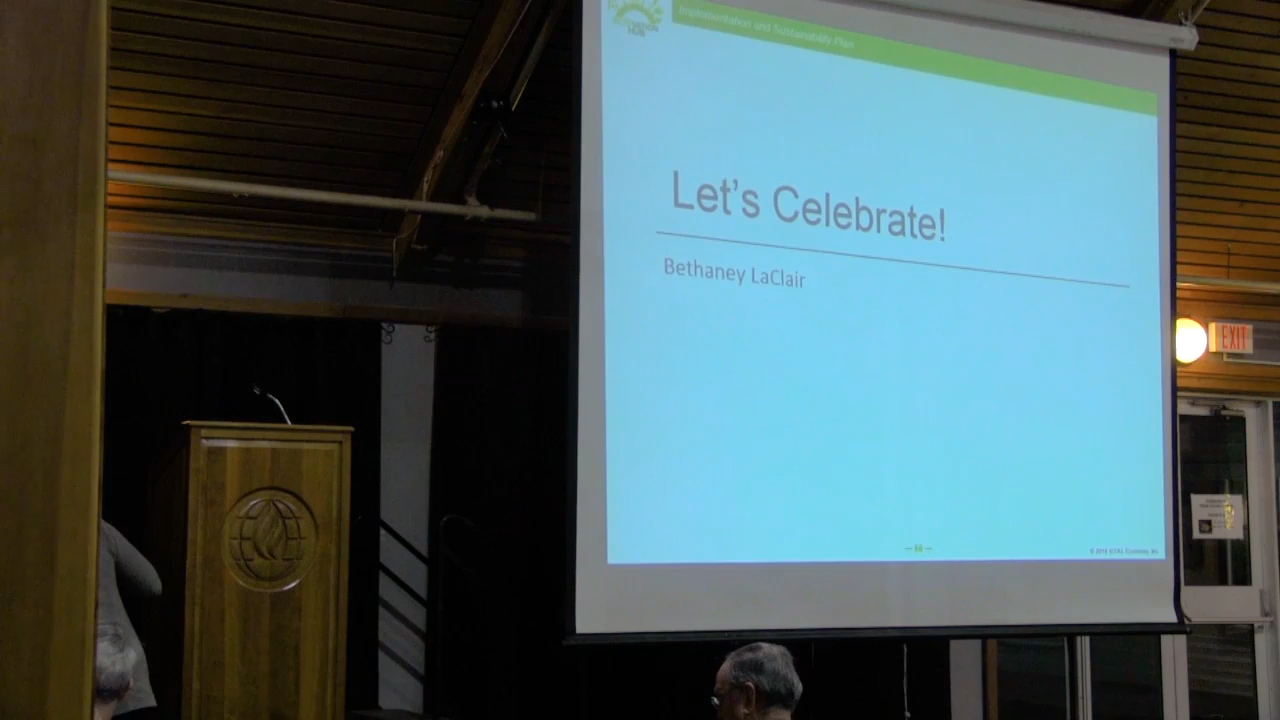 Implementation and Sustainability Plan
Let's Celebrate!
Bethaney LaClair
EXIT